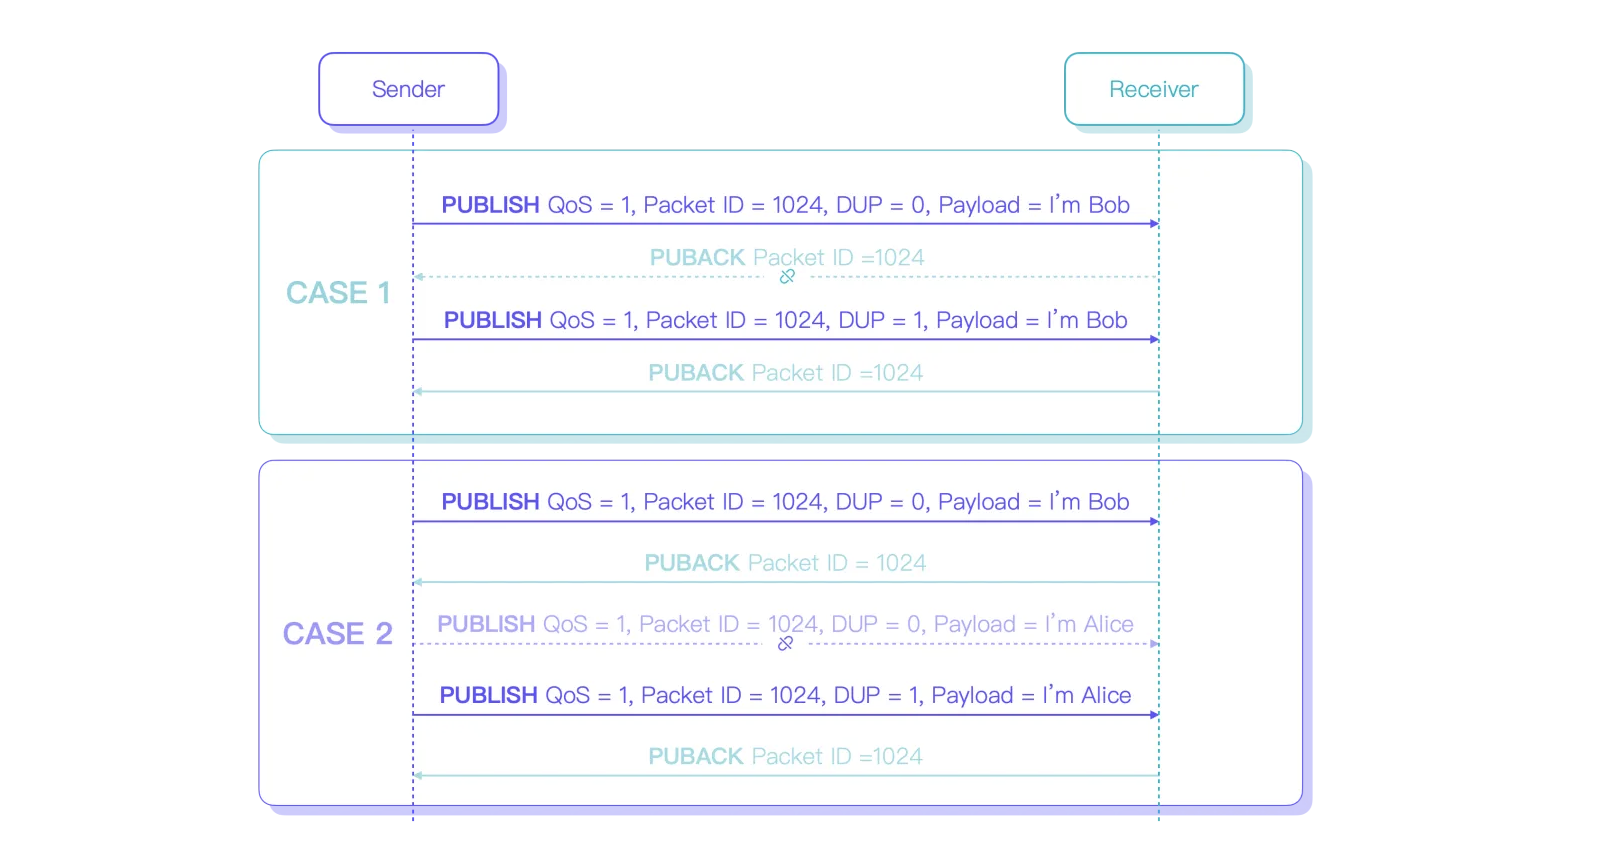 Sender
Receiver
CASE 1
PUBLISH QoS = 1, Packet ID = 1024, DUP = 0, Payload = I’m Bob
PUBACK Packet ID =1024
PUBLISH QoS = 1, Packet ID = 1024, DUP = 1, Payload = I’m Bob
PUBACK Packet ID =1024
CASE 2
PUBLISH QoS = 1, Packet ID = 1024, DUP = 0, Payload = I’m Bob
PUBACK Packet ID = 1024
PUBLISH QoS = 1, Packet ID = 1024, DUP = 0, Payload = I’m Alice
PUBLISH QoS = 1, Packet ID = 1024, DUP = 1, Payload = I’m Alice
PUBACK Packet ID =1024